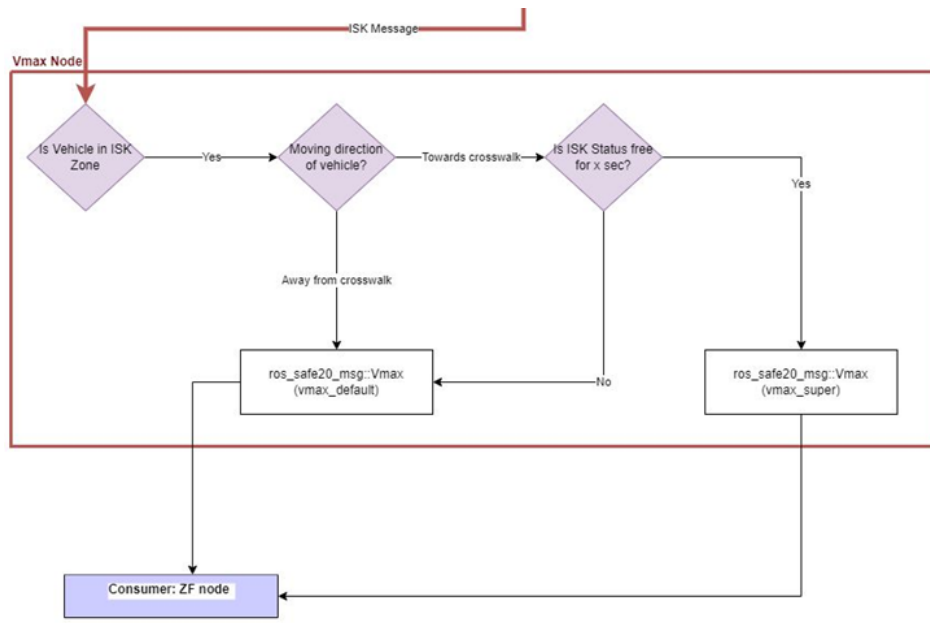 ISK Message
Vmax Node
Is Vehicle in ISK
Zone
Yes
Moving direction
of vehicle?
Towards crosswalk
Is ISK Status free
for x sec?
Yes
Away from crosswalk
ros_safe20_msg::Vmax
(vmax_default)
No
ros_safe20_msg::Vmax
(vmax_super)
Consumer: ZF node